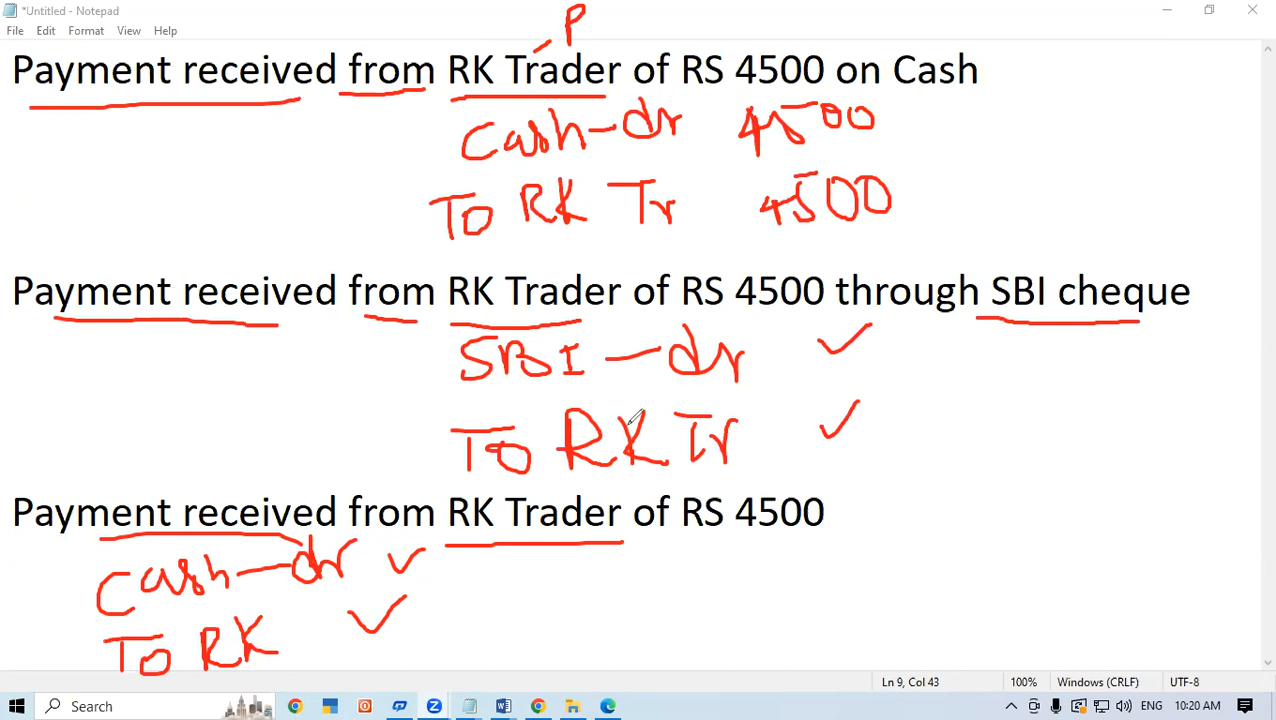 *Untitled - Notepad
File Edit Format View Help
P
Payment received from RK Trader of RS 4500 on Cash
Cash-dr 4500
To RK Tr 4500
Payment received from RK Trader of RS 4500 through SBI cheque
SBI - dr
To RK Tr
Payment received from RK Trader of RS 4500
Cash-dr
To RK
Ln 9, Col 43 100% Windows (CRLF) UTF-8
Search ENG 10:20 AM